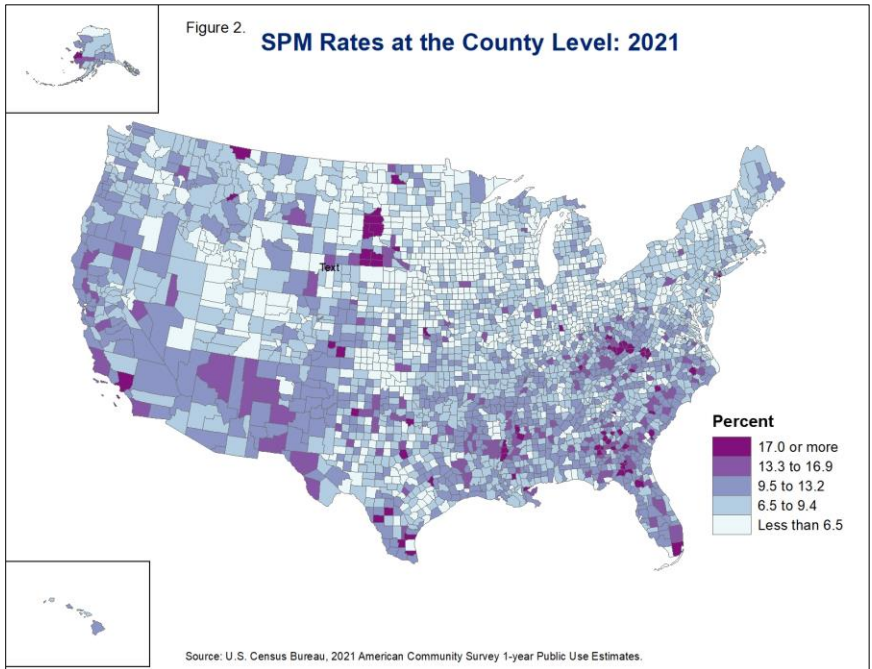 Figure 2.
SPM Rates at the County Level: 2021
Text
Percent
17.0 or more
13.3 to 16.9
9.5 to 13.2
6.5 to 9.4
Less than 6.5
Source: U.S. Census Bureau, 2021 American Community Survey 1-year Public Use Estimates.